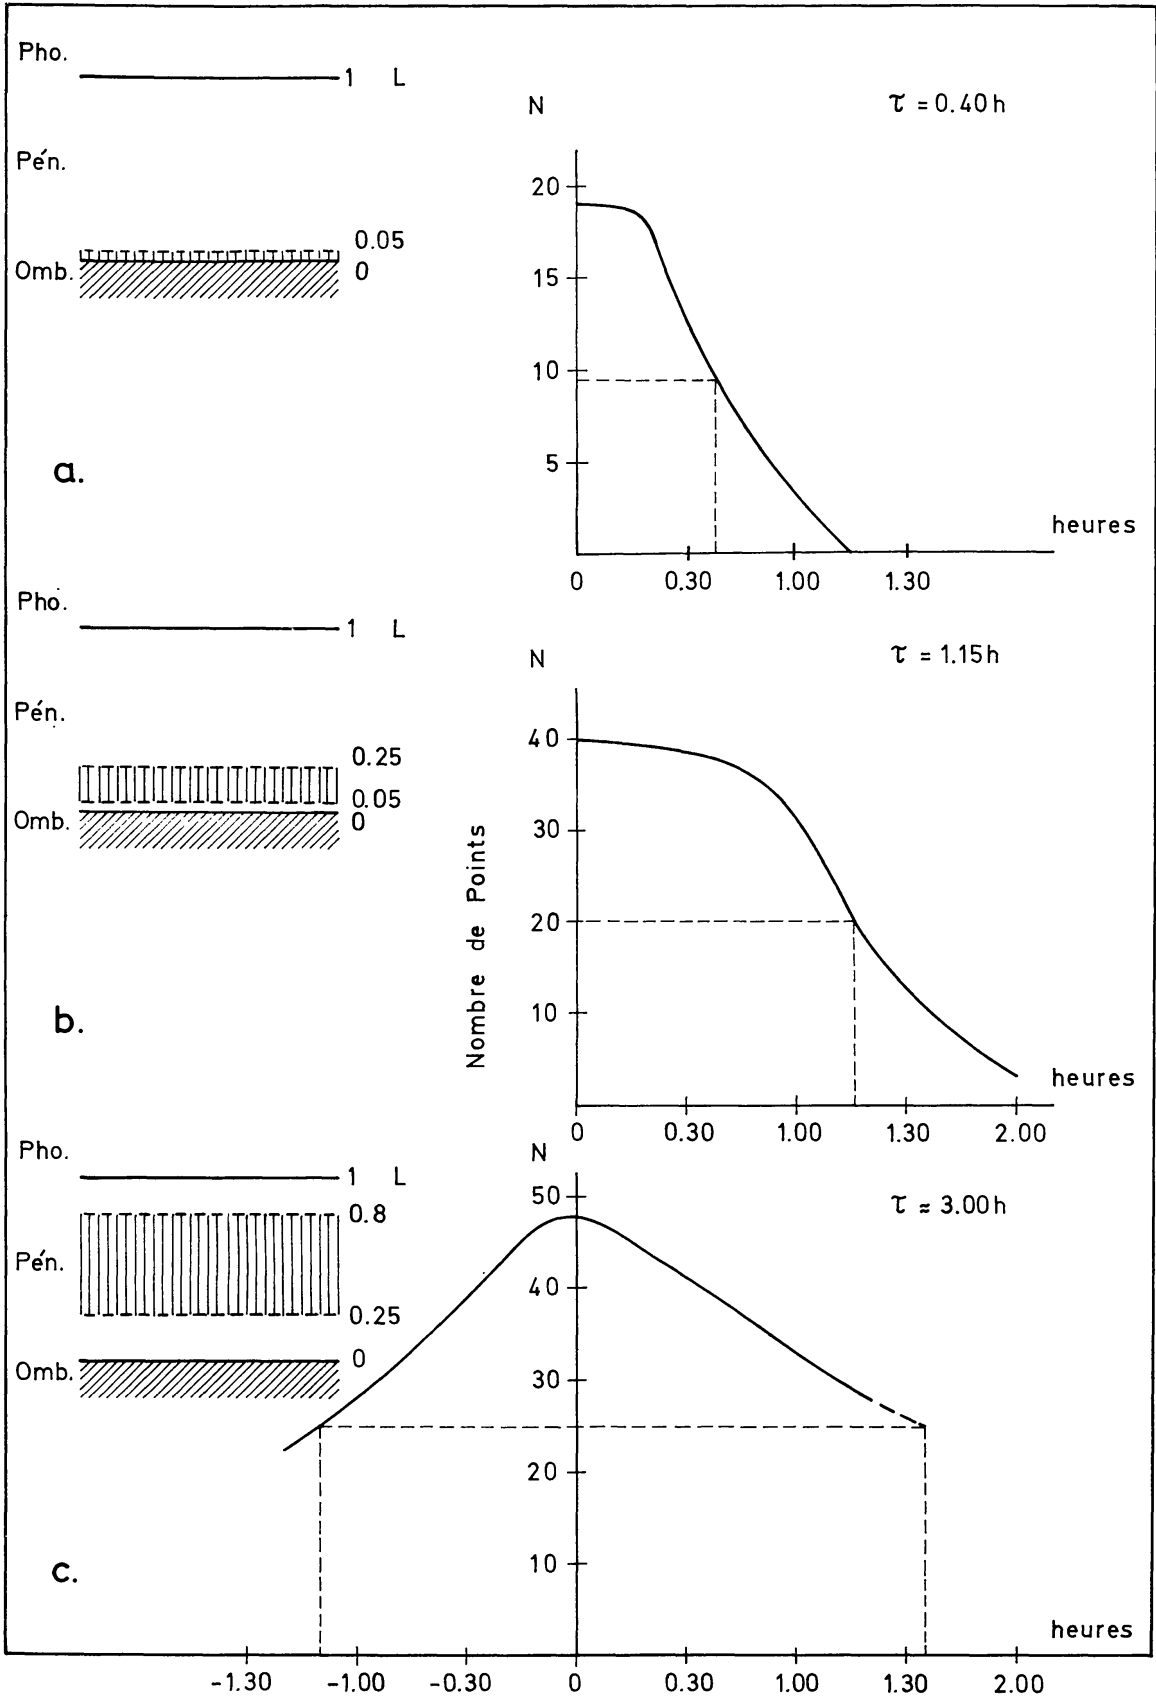 Pho.
1 L
Pén.
0.05
Omb. 0
a.
N
τ = 0.40 h
20
15
10
5
heures
0 0.30 1.00 1.30
Pho.
1 L
Pén.
0.25
0.05
Omb. 0
b.
N
τ = 1.15 h
40
30
20
10
Nombre de Points
heures
0 0.30 1.00 1.30 2.00
Pho.
1 L
0.8
Pén.
0.25
0
Omb.
c.
N
τ ≈ 3.00 h
50
40
30
20
10
heures
-1.30 -1.00 -0.30 0 0.30 1.00 1.30 2.00